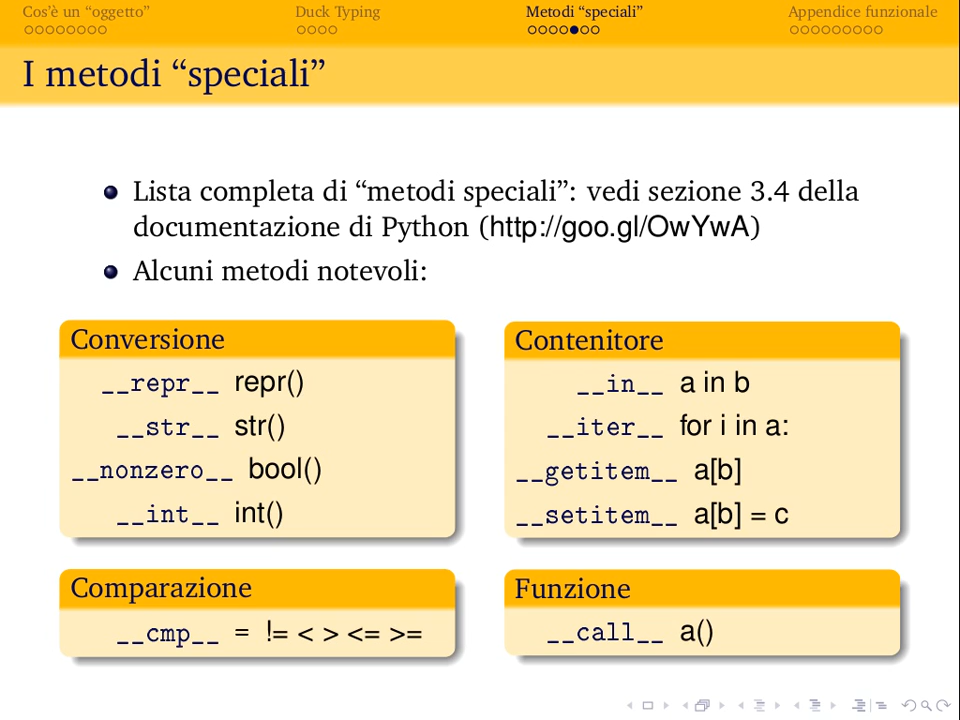 Cos'è un “oggetto”
Duck Typing
Metodi “speciali”
Appendice funzionale
I metodi “speciali”
Lista completa di “metodi speciali”: vedi sezione 3.4 della
documentazione di Python (http://goo.gl/OwYwA)
Alcuni metodi notevoli:
Conversione
__repr__ repr()
__str__ str()
__nonzero__ bool()
__int__ int()
Contenitore
__in__ a in b
__iter__ for i in a:
__getitem__ a[b]
__setitem__ a[b] = c
Comparazione
__cmp__ = != < > <= >=
Funzione
__call__ a()